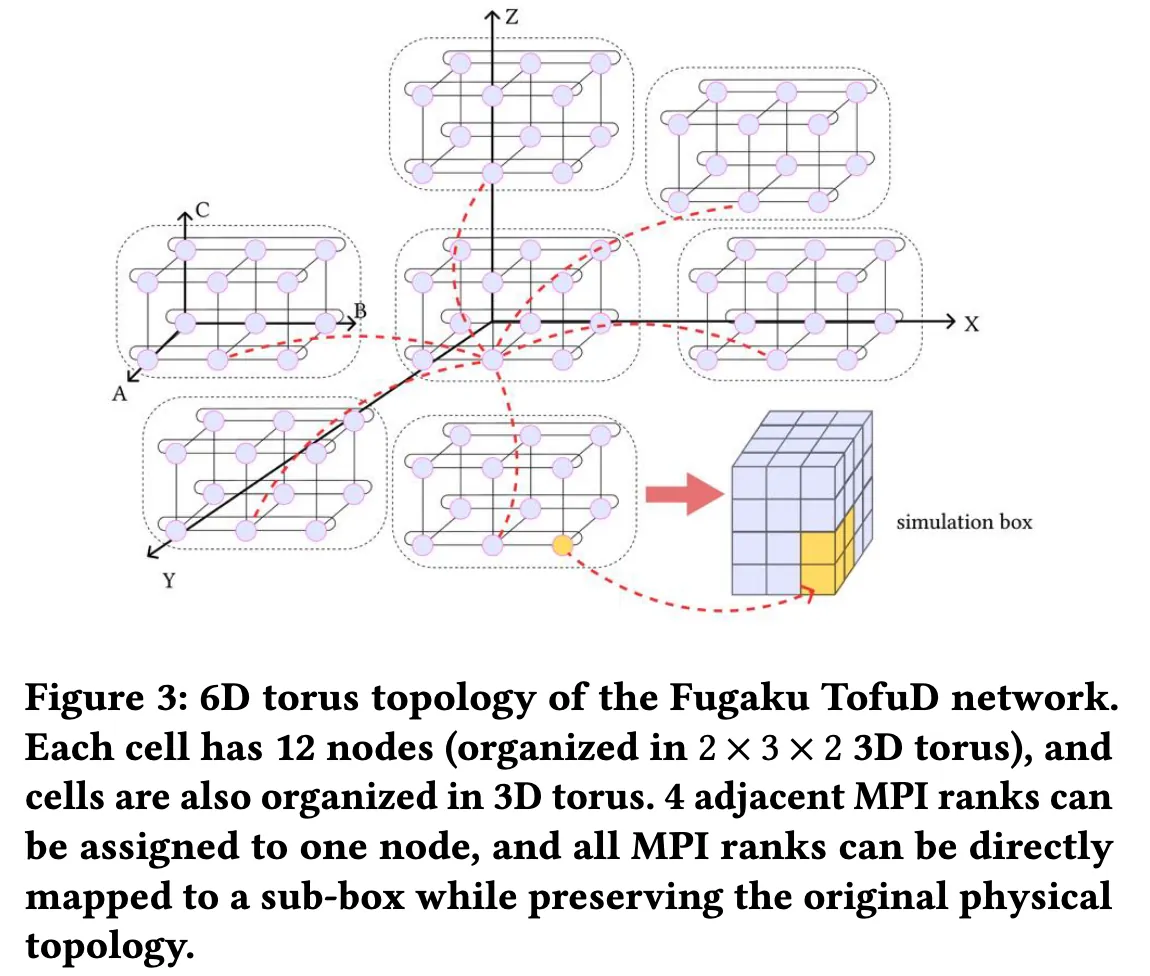 Z
C
B
X
A
simulation box
Y
Figure 3: 6D torus topology of the Fugaku TofuD network.
Each cell has 12 nodes (organized in 2 × 3 × 2 3D torus), and
cells are also organized in 3D torus. 4 adjacent MPI ranks can
be assigned to one node, and all MPI ranks can be directly
mapped to a sub-box while preserving the original physical
topology.